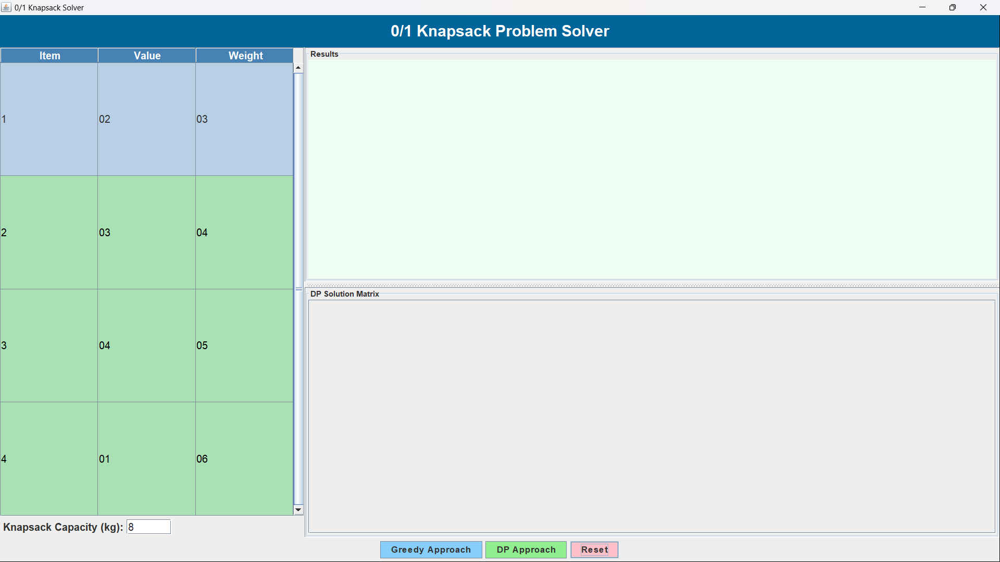 0/1 Knapsack Solver
0/1 Knapsack Problem Solver
Item Value Weight
1 02 03
2 03 04
3 04 05
4 01 06
Knapsack Capacity (kg): 8
Results
DP Solution Matrix
Greedy Approach DP Approach Reset